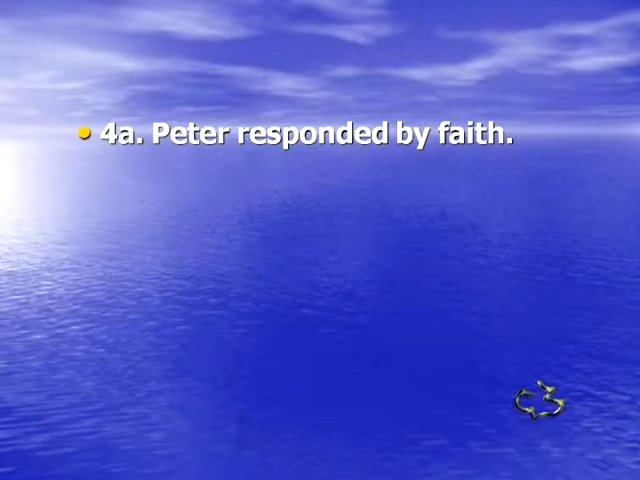 • 4a. Peter responded by faith.